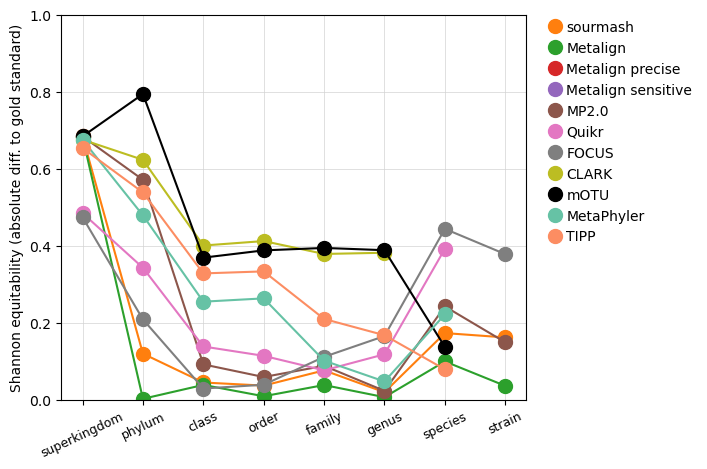 Shannon equitability (absolute diff. to gold standard)
1.0
0.8
0.6
0.4
0.2
0.0
superkingdom
phylum
class
order
family
genus
species
strain
sourmash
Metalign
Metalign precise
Metalign sensitive
MP2.0
Quikr
FOCUS
CLARK
mOTU
MetaPhyler
TIPP